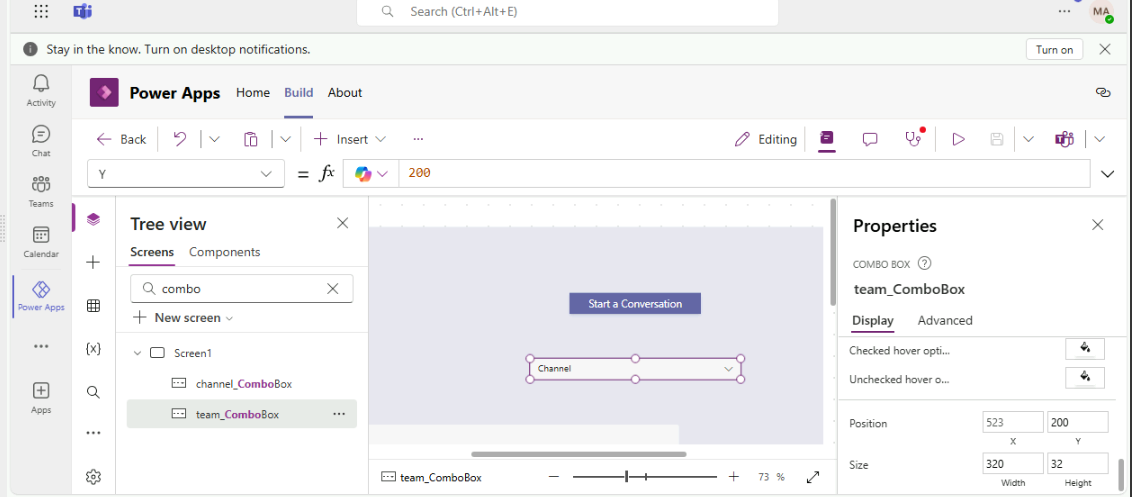 Search (Ctrl+Alt+E)
MA
Stay in the know. Turn on desktop notifications.
Turn on
Activity
Chat
Teams
Calendar
Power Apps
Apps
Power Apps Home Build About
Back Insert Editing
Y = fx 200
Tree view
Screens Components
combo
New screen
Screen1
channel_ComboBox
team_ComboBox
Start a Conversation
Channel
team_ComboBox 73 %
Properties
COMBO BOX
team_ComboBox
Display Advanced
Checked hover opti...
Unchecked hover o...
Position 523 200
X Y
Size 320 32
Width Height